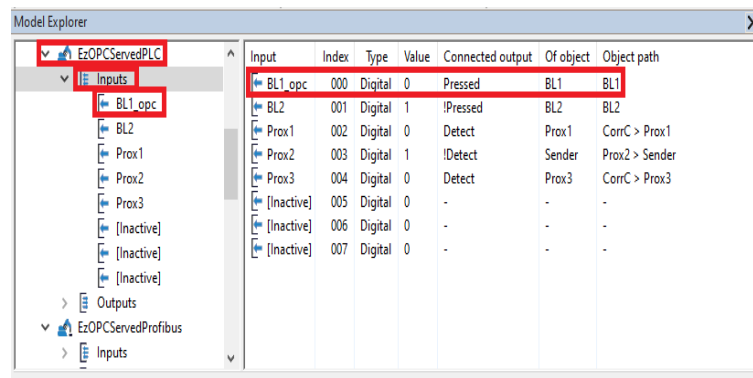 Model Explorer
EzOPCServedPLC
Inputs
BL1_opc
BL2
Prox1
Prox2
Prox3
[Inactive]
[Inactive]
[Inactive]
Outputs
EzOPCServedProfibus
Inputs
Input Index Type Value Connected output Of object Object path
BL1_opc 000 Digital 0 Pressed BL1 BL1
BL2 001 Digital 1 !Pressed BL2 BL2
Prox1 002 Digital 0 Detect Prox1 CorrC > Prox1
Prox2 003 Digital 1 !Detect Sender Prox2 > Sender
Prox3 004 Digital 0 Detect Prox3 CorrC > Prox3
[Inactive] 005 Digital 0 - - -
[Inactive] 006 Digital 0 - - -
[Inactive] 007 Digital 0 - - -